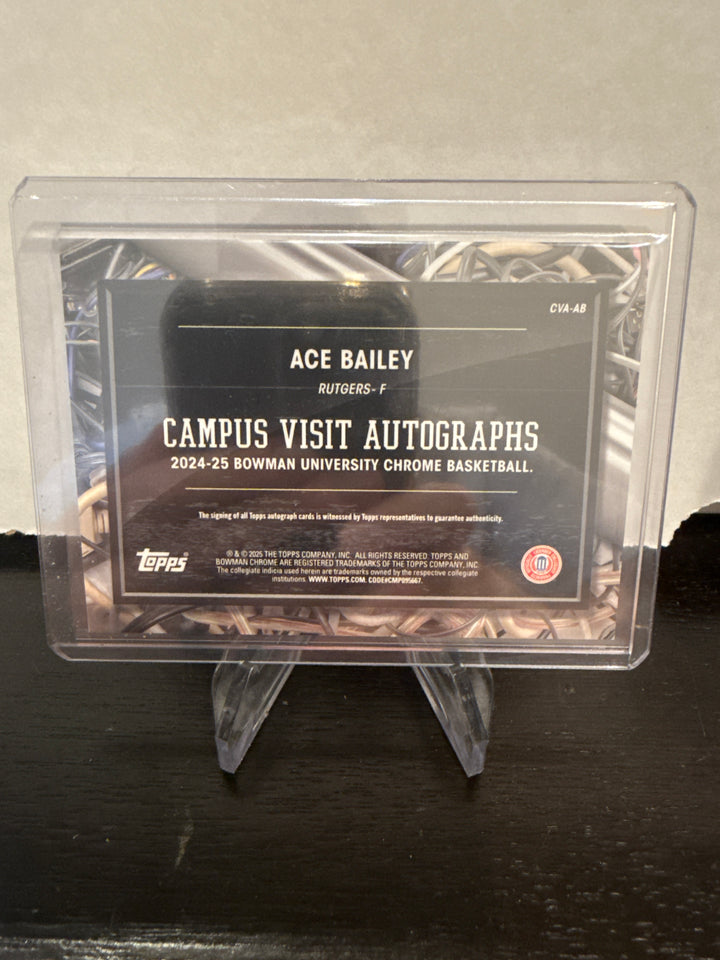 CVA-AB
ACE BAILEY
RUTGERS- F
CAMPUS VISIT AUTOGRAPHS
2024-25 BOWMAN UNIVERSITY CHROME BASKETBALL.
The signing of all Topps autograph cards is witnessed by Topps representatives to guarantee authenticity.
TOPPS
® & © 2025 THE TOPPS COMPANY, INC. ALL RIGHTS RESERVED. TOPPS AND
BOWMAN CHROME ARE REGISTERED TRADEMARKS OF THE TOPPS COMPANY, INC
The collegiate indicia used herein are trademarks owned by the respective collegiate
institutions. WWW.TOPPS.COM. CODE#CMP095667.